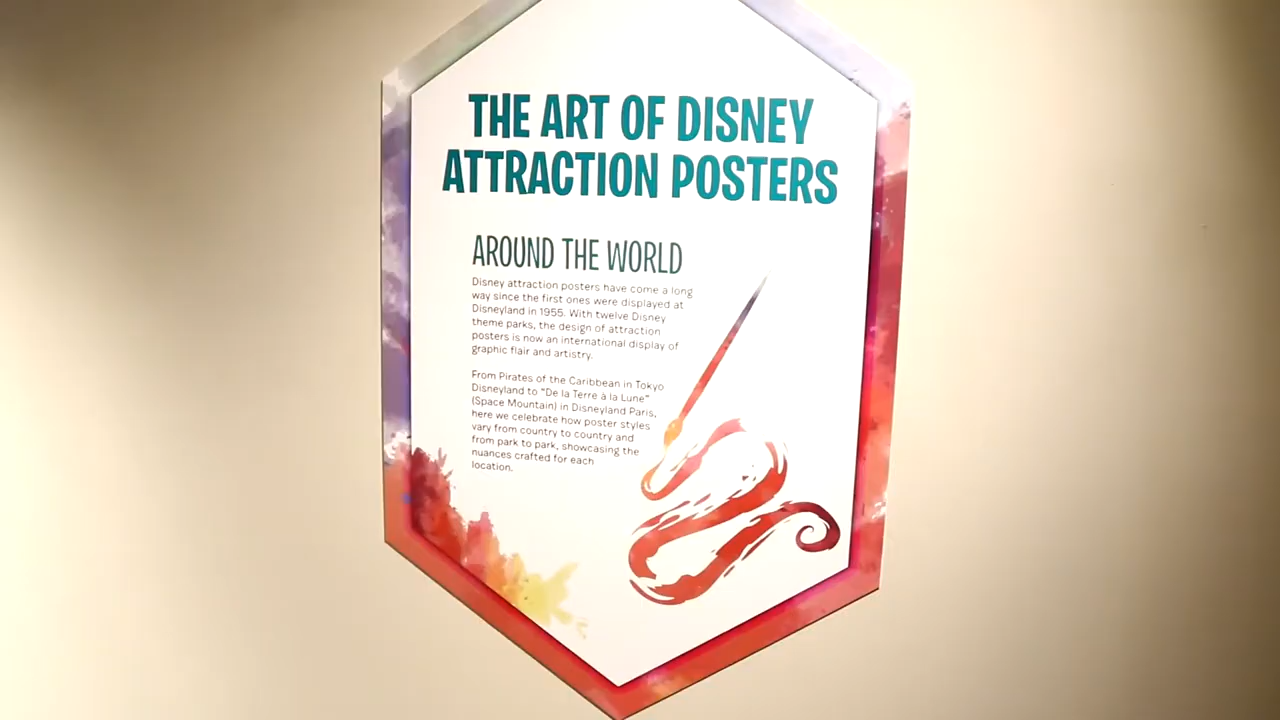 THE ART OF DISNEY
ATTRACTION POSTERS
AROUND THE WORLD
Disney attraction posters have come a long
way since the first ones were displayed at
Disneyland in 1955. With twelve Disney
theme parks, the design of attraction
posters is now an international display of
graphic flair and artistry.
From Pirates of the Caribbean in Tokyo
Disneyland to "De la Terre à la Lune"
(Space Mountain) in Disneyland Paris,
here we celebrate how poster styles
vary from country to country and
from park to park, showcasing the
nuances crafted for each
location.